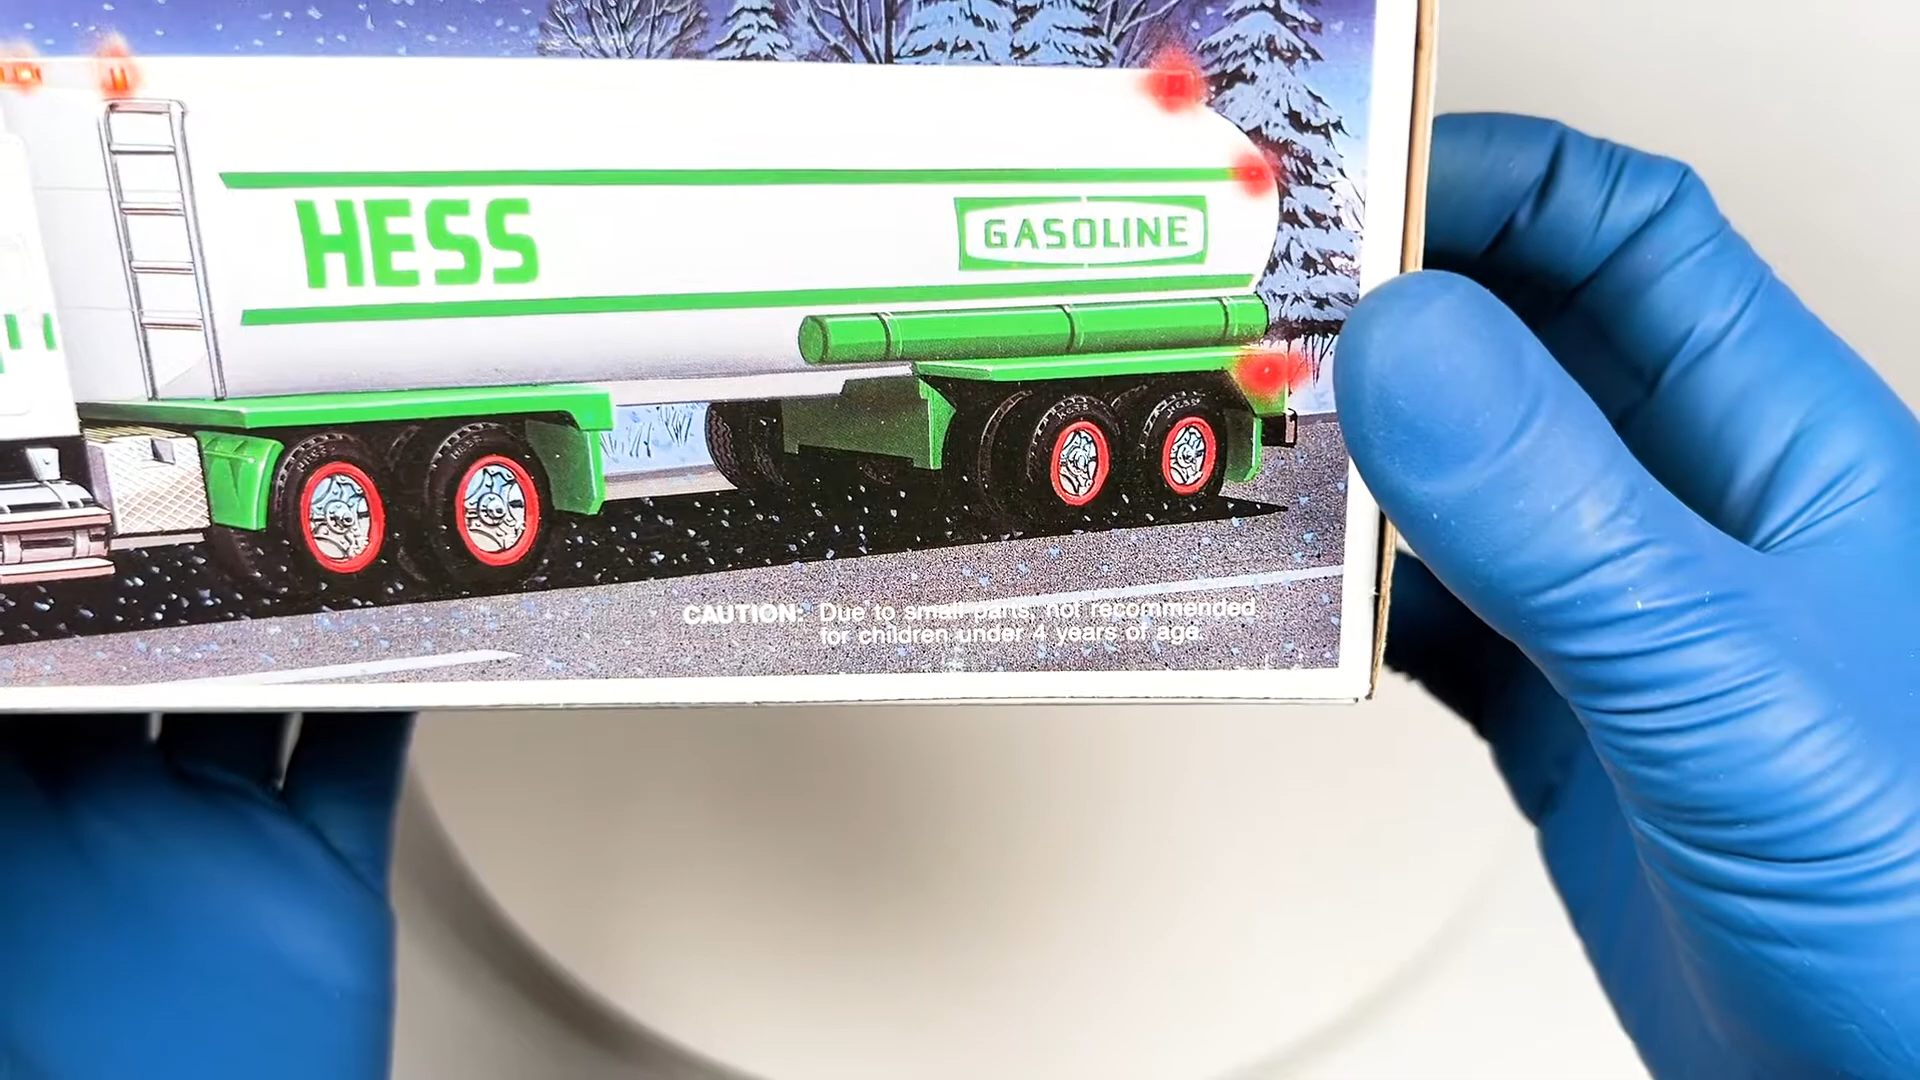 HESS
GASOLINE
CAUTION: Due to small parts, not recommended
for children under 4 years of age.